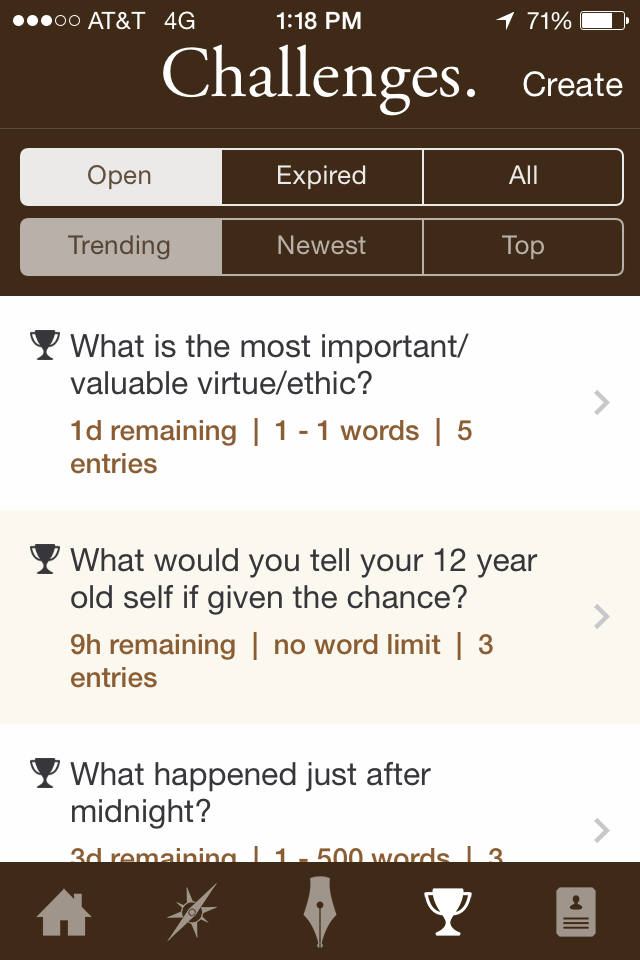 AT&T 4G 1:18 PM 71%
Challenges. Create
Open Expired All
Trending Newest Top
What is the most important/
valuable virtue/ethic?
1d remaining | 1 - 1 words | 5
entries
What would you tell your 12 year
old self if given the chance?
9h remaining | no word limit | 3
entries
What happened just after
midnight?
3d remaining | 1 - 500 words | 3